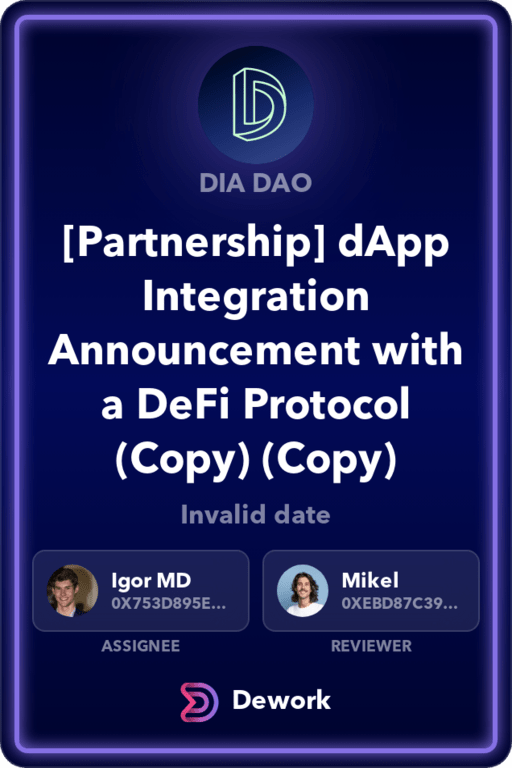 DIA DAO
[Partnership] dApp
Integration
Announcement with
a DeFi Protocol
(Copy) (Copy)
Invalid date
Igor MD
0X753D895E...
ASSIGNEE
Mikel
0XEBD87C39...
REVIEWER
Dework